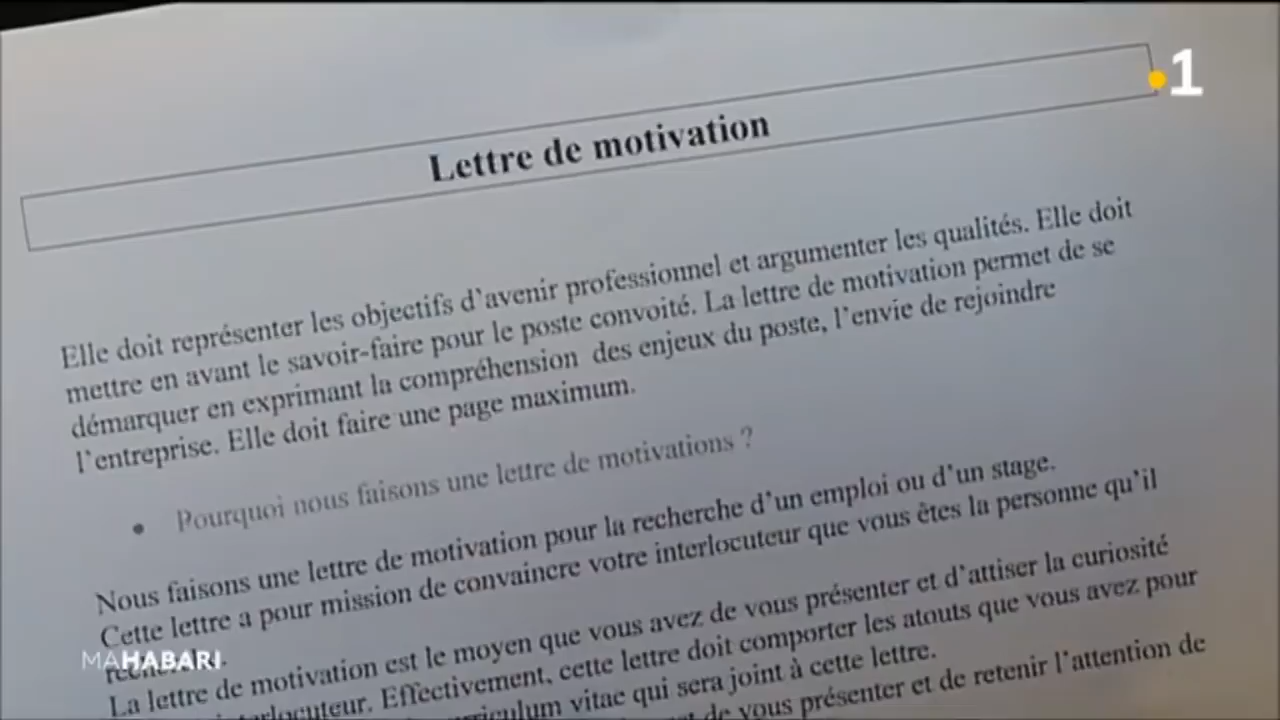 1
Lettre de motivation
Elle doit représenter les objectifs d'avenir professionnel et argumenter les qualités. Elle doit
mettre en avant le savoir-faire pour le poste convoité. La lettre de motivation permet de se
démarquer en exprimant la compréhension des enjeux du poste, l'envie de rejoindre
l'entreprise. Elle doit faire une page maximum.
• Pourquoi nous faisons une lettre de motivations ?
Nous faisons une lettre de motivation pour la recherche d'un emploi ou d'un stage.
Cette lettre a pour mission de convaincre votre interlocuteur que vous êtes la personne qu'il
MAHABARI
La lettre de motivation est le moyen que vous avez de vous présenter et d'attiser la curiosité
Effectivement, cette lettre doit comporter les atouts que vous avez pour
vitae qui sera joint à cette lettre.
de vous présenter et de retenir l'attention de